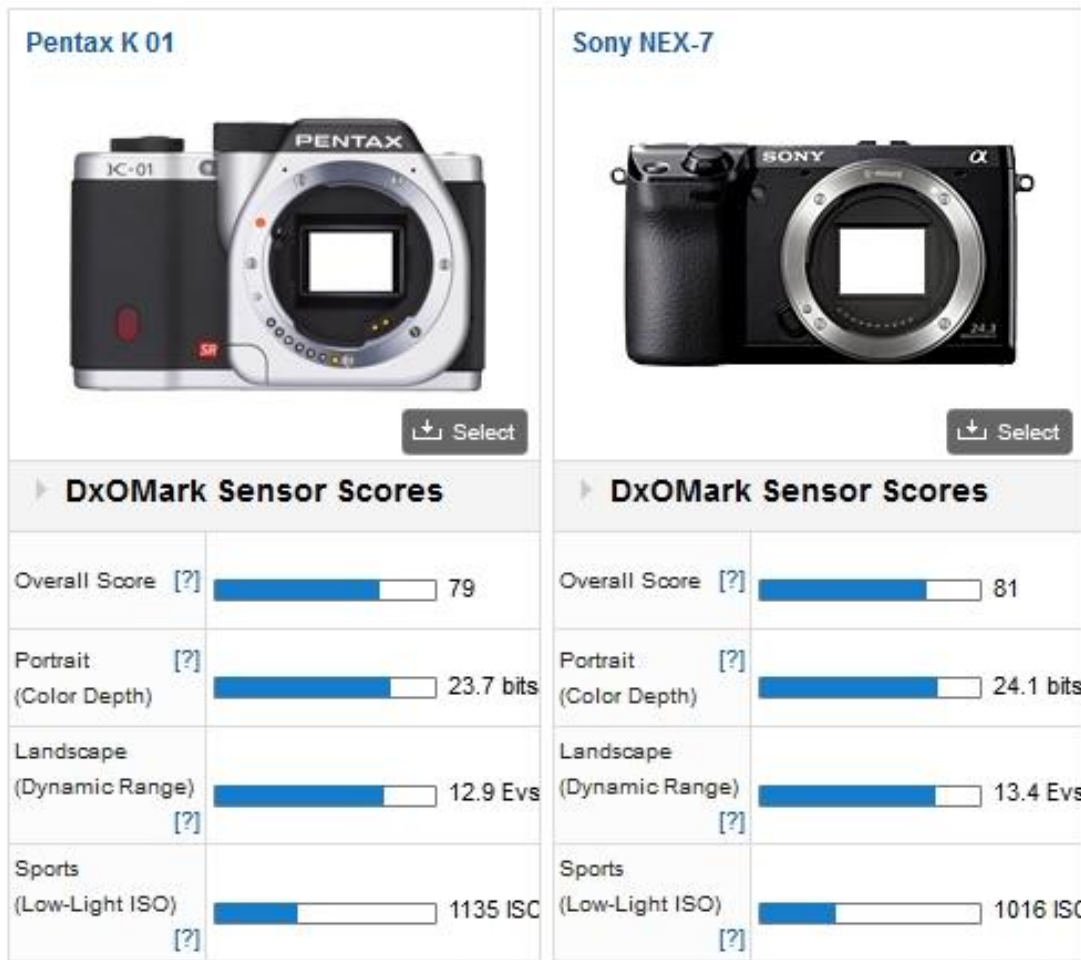 Pentax K 01
PENTAX
K-01
SR
Select
DxOMark Sensor Scores
Overall Score [?] 79
Portrait [?]
(Color Depth) 23.7 bits
Landscape
(Dynamic Range) 12.9 Evs
[?]
Sports
(Low-Light ISO) 1135 ISO
[?]
Sony NEX-7
SONY α
E-mount
24.3
Select
DxOMark Sensor Scores
Overall Score [?] 81
Portrait [?]
(Color Depth) 24.1 bits
Landscape
(Dynamic Range) 13.4 Evs
[?]
Sports
(Low-Light ISO) 1016 ISO
[?]